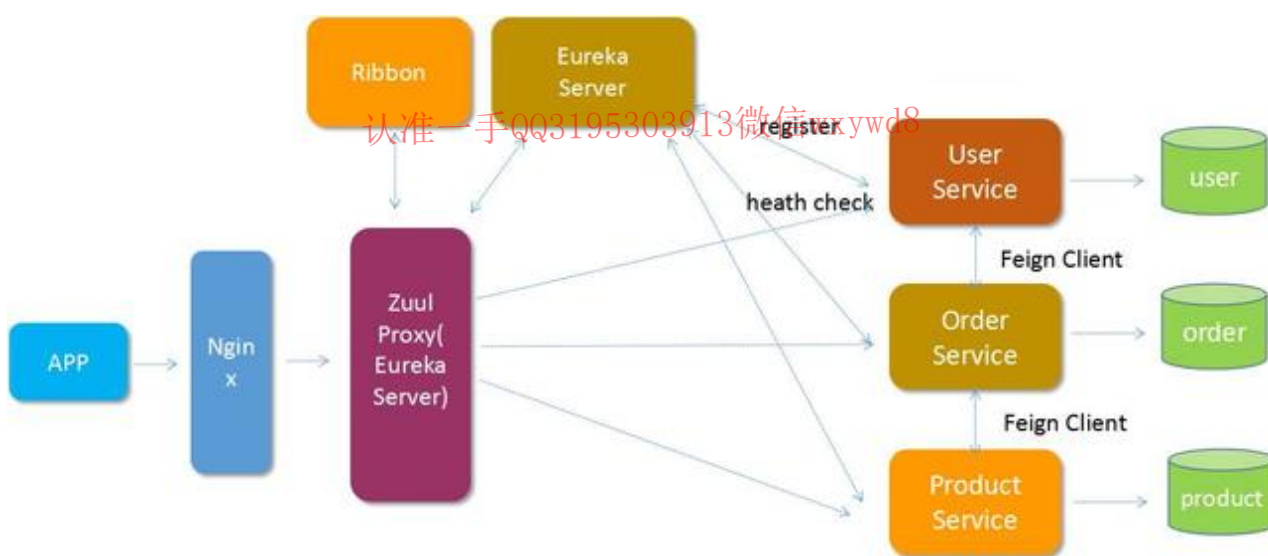 Ribbon
Eureka
Server
认准一手QQ3195303913微信wxywd8
register
User
Service
user
heath check
Feign Client
Zuul
Proxy(
Eureka
Server)
APP
Ngin
x
Order
Service
order
Feign Client
Product
Service
product